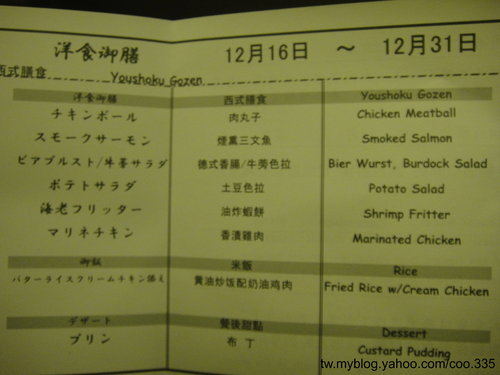 洋食御膳 12月16日 ～ 12月31日
西式膳食 Youshoku Gozen
洋食御膳 西式膳食 Youshoku Gozen
チキンボール 肉丸子 Chicken Meatball
スモークサーモン 煙熏三文魚 Smoked Salmon
ビアブルスト/牛蒡サラダ 德式香腸/牛蒡色拉 Bier Wurst, Burdock Salad
ポテトサラダ 土豆色拉 Potato Salad
海老フリッター 油炸蝦餅 Shrimp Fritter
マリネチキン 香漬雞肉 Marinated Chicken
御飯 米飯 Rice
バターライスクリームチキン添え 黄油炒饭配奶油鸡肉 Fried Rice w/Cream Chicken
デザート 餐後甜點 Dessert
プリン 布丁 Custard Pudding
tw.myblog.yahoo.com/coo.335